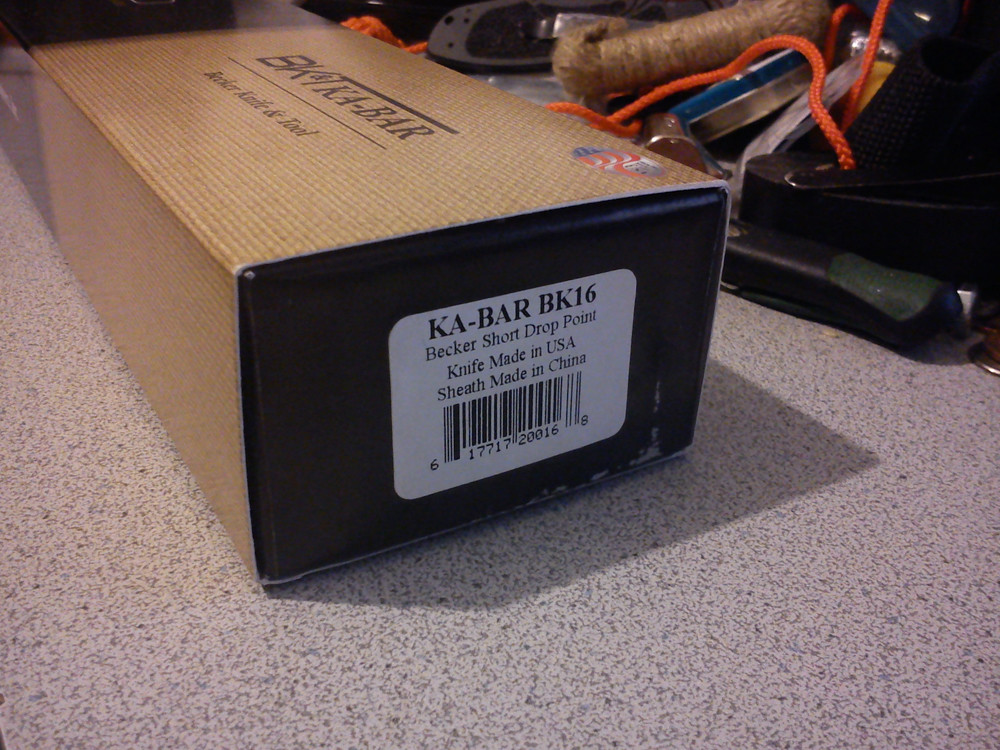 BK&T KA-BAR
Becker Knife & Tool
KA-BAR BK16
Becker Short Drop Point
Knife Made in USA
Sheath Made in China
6 17717 20016 8